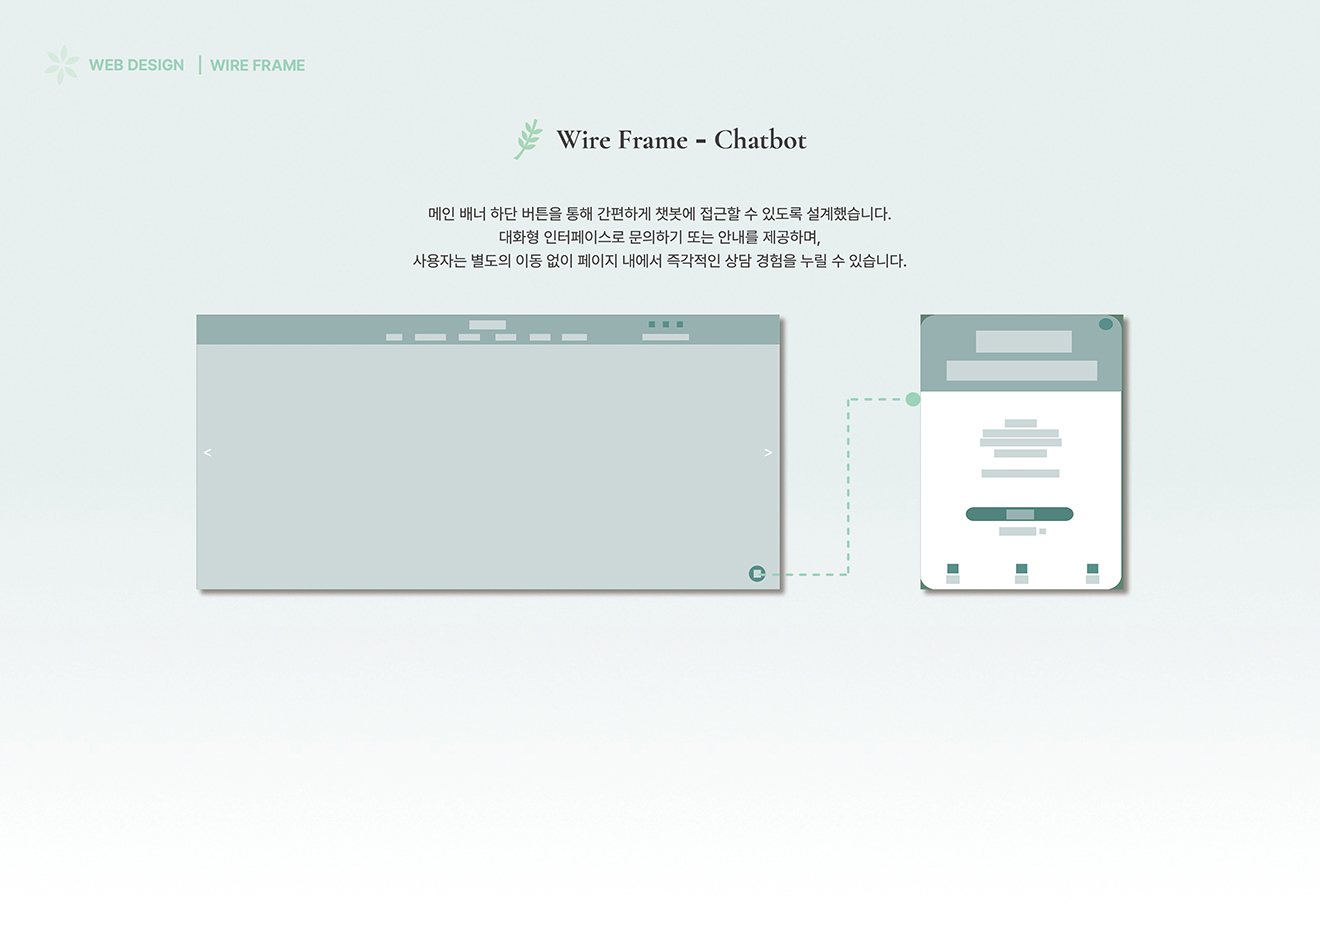 WEB DESIGN | WIRE FRAME
Wire Frame - Chatbot
메인 배너 하단 버튼을 통해 간편하게 챗봇에 접근할 수 있도록 설계했습니다.
대화형 인터페이스로 문의하기 또는 안내를 제공하며,
사용자는 별도의 이동 없이 페이지 내에서 즉각적인 상담 경험을 누릴 수 있습니다.
< >